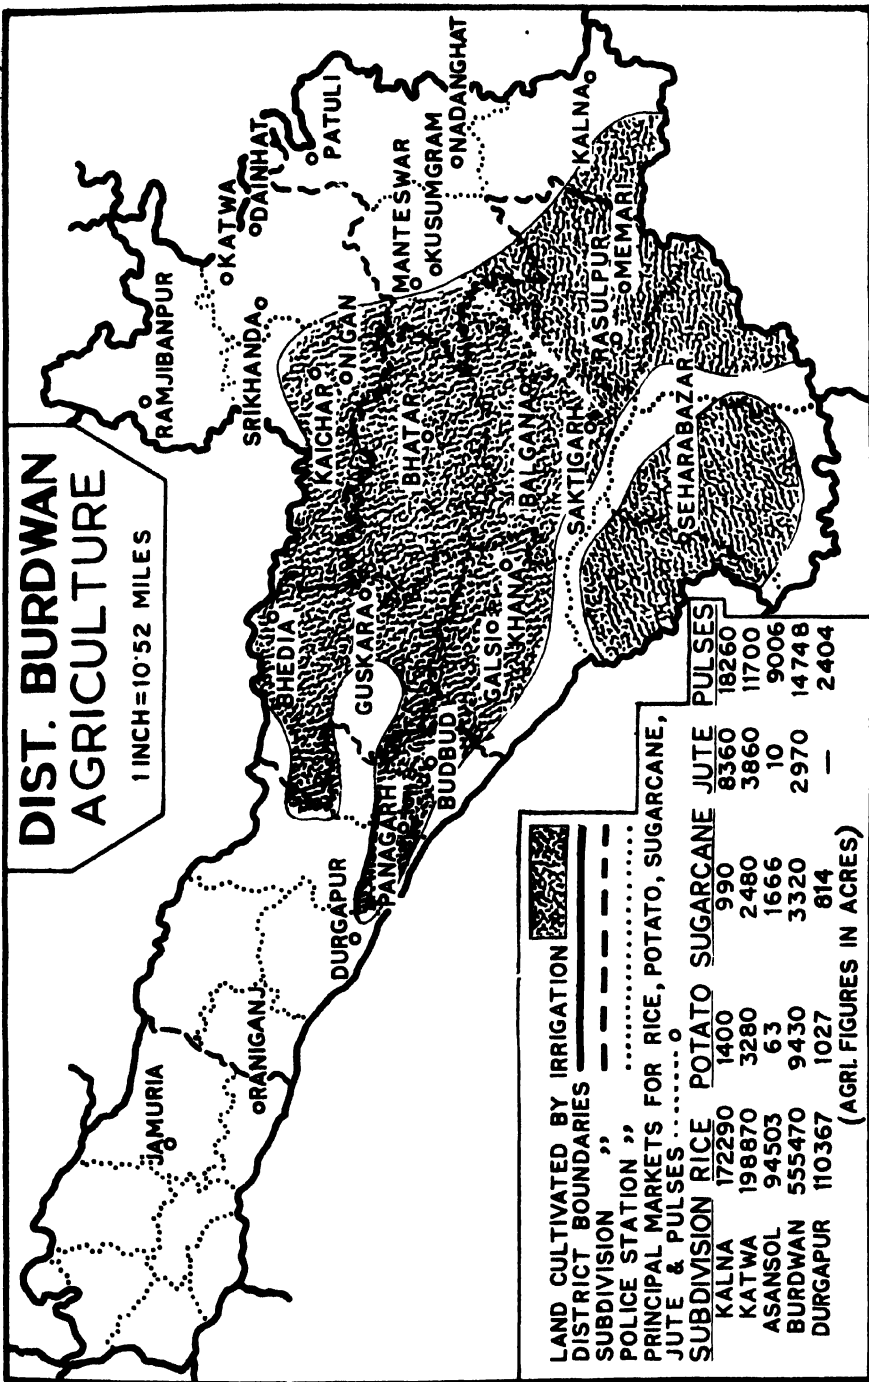 DIST. BURDWAN
AGRICULTURE
1 INCH=10·52 MILES
RAMJIBANPUR
KATWA
DAINHAT
SRIKHANDA
PATULI
KAICHAR
NIGAN
MANTESWAR
KUSUMGRAM
NADANGHAT
BHEDIA
GUSKARA
BHATAR
JAMURIA
RANIGANJ
DURGAPUR
PANAGARH
BUDBUD
GALSI
KHANA
BALGANA
SAKTIGARH
RASULPUR
MEMARI
KALNA
SEHARABAZAR
LAND CULTIVATED BY IRRIGATION
DISTRICT BOUNDARIES
SUBDIVISION ,,
POLICE STATION ,,
PRINCIPAL MARKETS FOR RICE, POTATO, SUGARCANE,
JUTE & PULSES
SUBDIVISION RICE POTATO SUGARCANE JUTE PULSES
KALNA 172290 1400 990 8360 18260
KATWA 198870 3280 2480 3860 11700
ASANSOL 94503 63 1666 10 9006
BURDWAN 555470 9430 3320 2970 14748
DURGAPUR 110367 1027 814 — 2404
(AGRI. FIGURES IN ACRES)